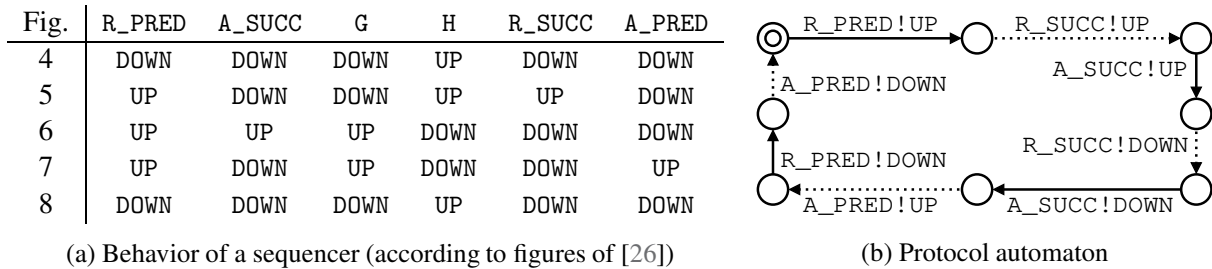 Fig. R_PRED A_SUCC G H R_SUCC A_PRED
4 DOWN DOWN DOWN UP DOWN DOWN
5 UP DOWN DOWN UP UP DOWN
6 UP UP UP DOWN DOWN DOWN
7 UP DOWN UP DOWN DOWN UP
8 DOWN DOWN DOWN UP DOWN DOWN
(a) Behavior of a sequencer (according to figures of [26])
R_PRED!UP R_SUCC!UP
A_SUCC!UP
A_PRED!DOWN
R_SUCC!DOWN
R_PRED!DOWN
A_PRED!UP A_SUCC!DOWN
(b) Protocol automaton